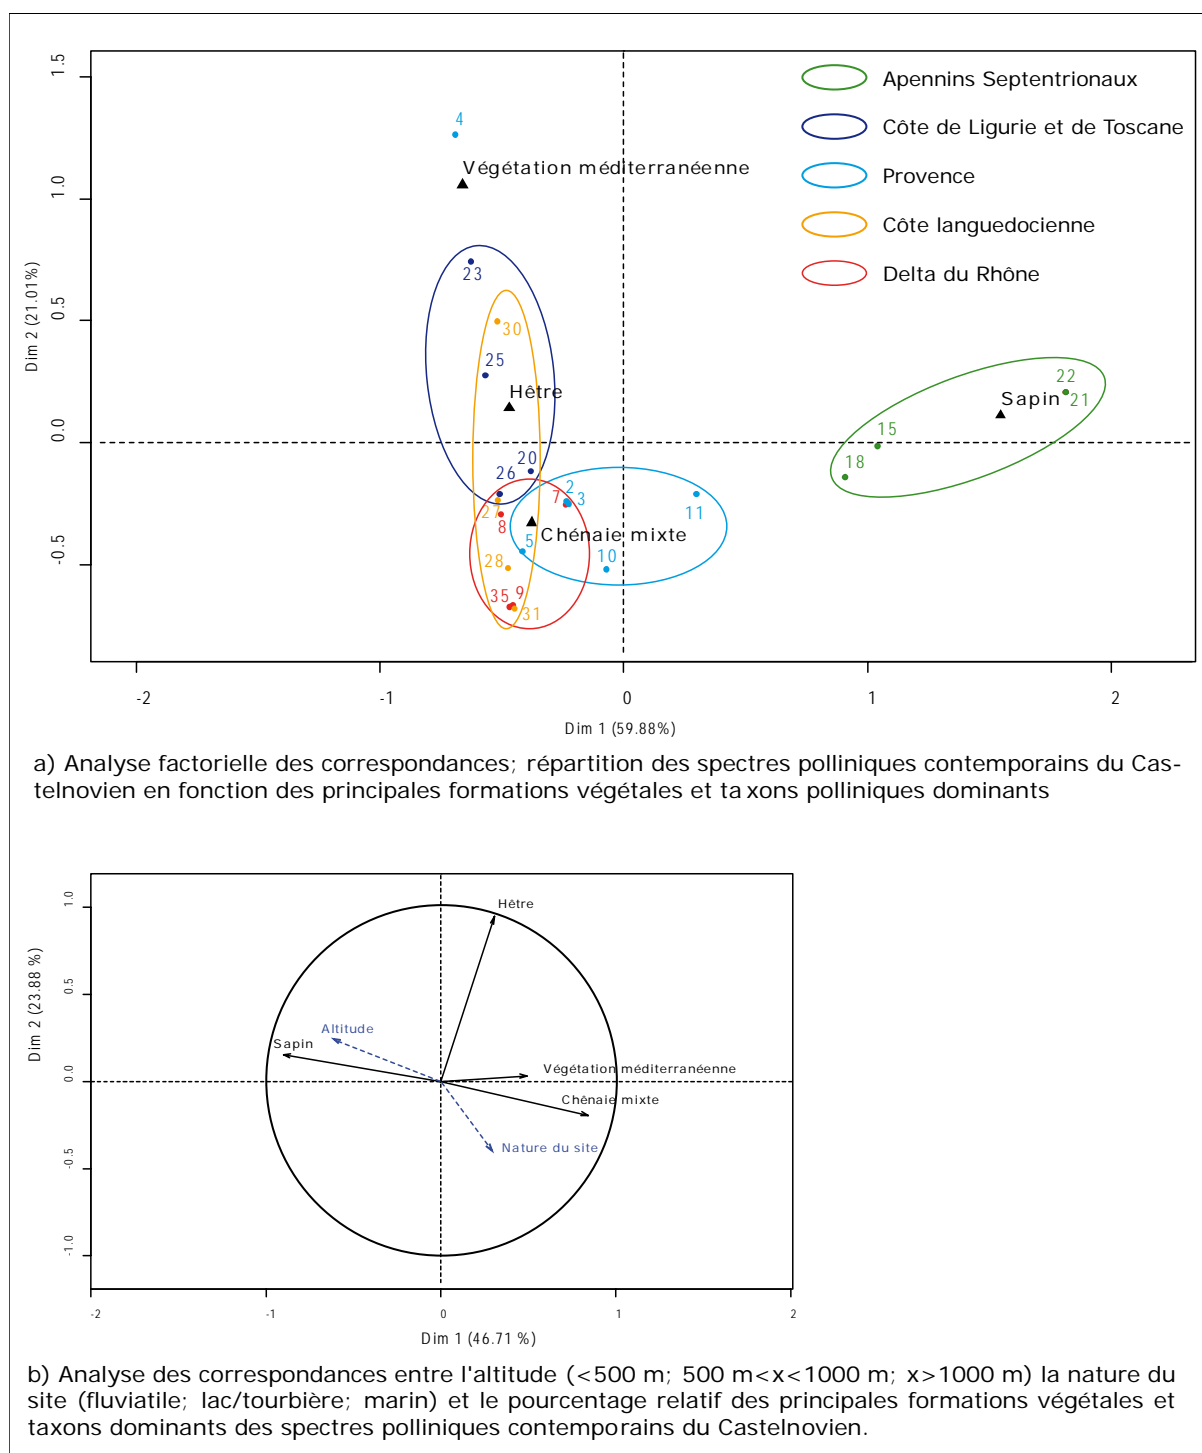 1.5
1.0
0.5
0.0
-0.5
Dim 2 (21.01%)
Apennins Septentrionaux
Côte de Ligurie et de Toscane
Provence
Côte languedocienne
Delta du Rhône
4
Végétation méditerranéenne
23
30
25
Hêtre
22
Sapin
21
15
18
20
26
27
2
7
3
11
8
5
Chénaie mixte
10
28
35
9
31
-2
-1
0
1
2
Dim 1 (59.88%)
a) Analyse factorielle des correspondances; répartition des spectres polliniques contemporains du Cas-
telnovien en fonction des principales formations végétales et taxons polliniques dominants
1.0
0.5
0.0
-0.5
-1.0
Dim 2 (23.88 %)
Hêtre
Altitude
Sapin
Végétation méditerranéenne
Chênaie mixte
Nature du site
-2
-1
0
1
2
Dim 1 (46.71 %)
b) Analyse des correspondances entre l'altitude (<500 m; 500 m<x<1000 m; x>1000 m) la nature du
site (fluviatile; lac/tourbière; marin) et le pourcentage relatif des principales formations végétales et
taxons dominants des spectres polliniques contemporains du Castelnovien.